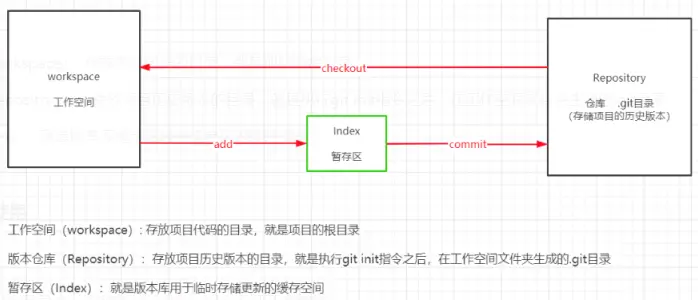 workspace
工作空间
checkout
Repository
仓库 .git目录
(存储项目的历史版本)
add
Index
暂存区
commit
工作空间（workspace）: 存放项目代码的目录，就是项目的根目录
版本仓库（Repository）： 存放项目历史版本的目录，就是执行git init指令之后，在工作空间文件夹生成的.git目录
暂存区（Index）：就是版本库用于临时存储更新的缓存空间